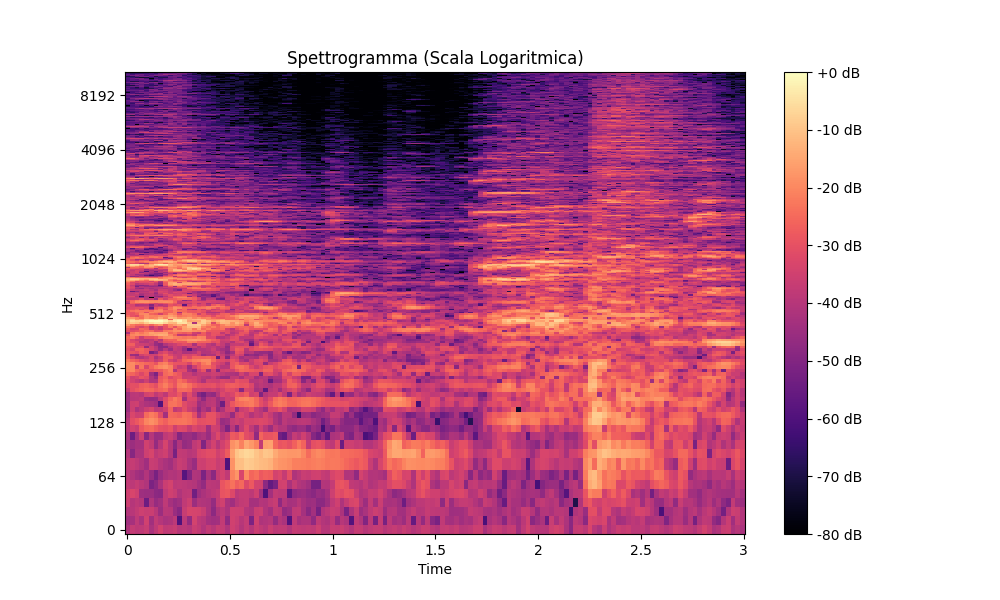 Spettrogramma (Scala Logaritmica)
8192
4096
2048
1024
512
256
128
64
0
Hz
0
0.5
1
1.5
2
2.5
3
Time
+0 dB
-10 dB
-20 dB
-30 dB
-40 dB
-50 dB
-60 dB
-70 dB
-80 dB